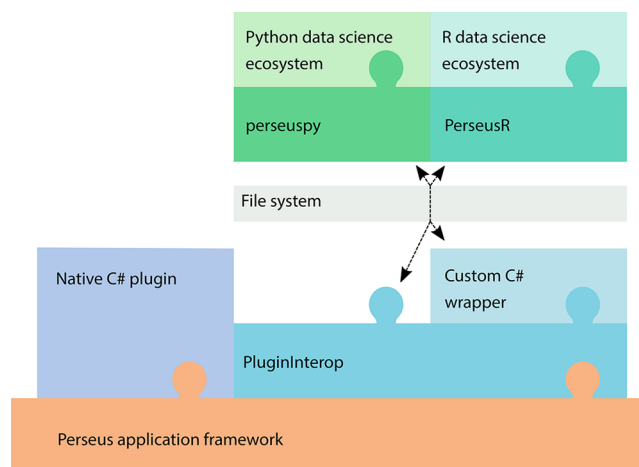 Python data science
ecosystem
R data science
ecosystem
perseuspy
PerseusR
File system
Native C# plugin
Custom C#
wrapper
PluginInterop
Perseus application framework